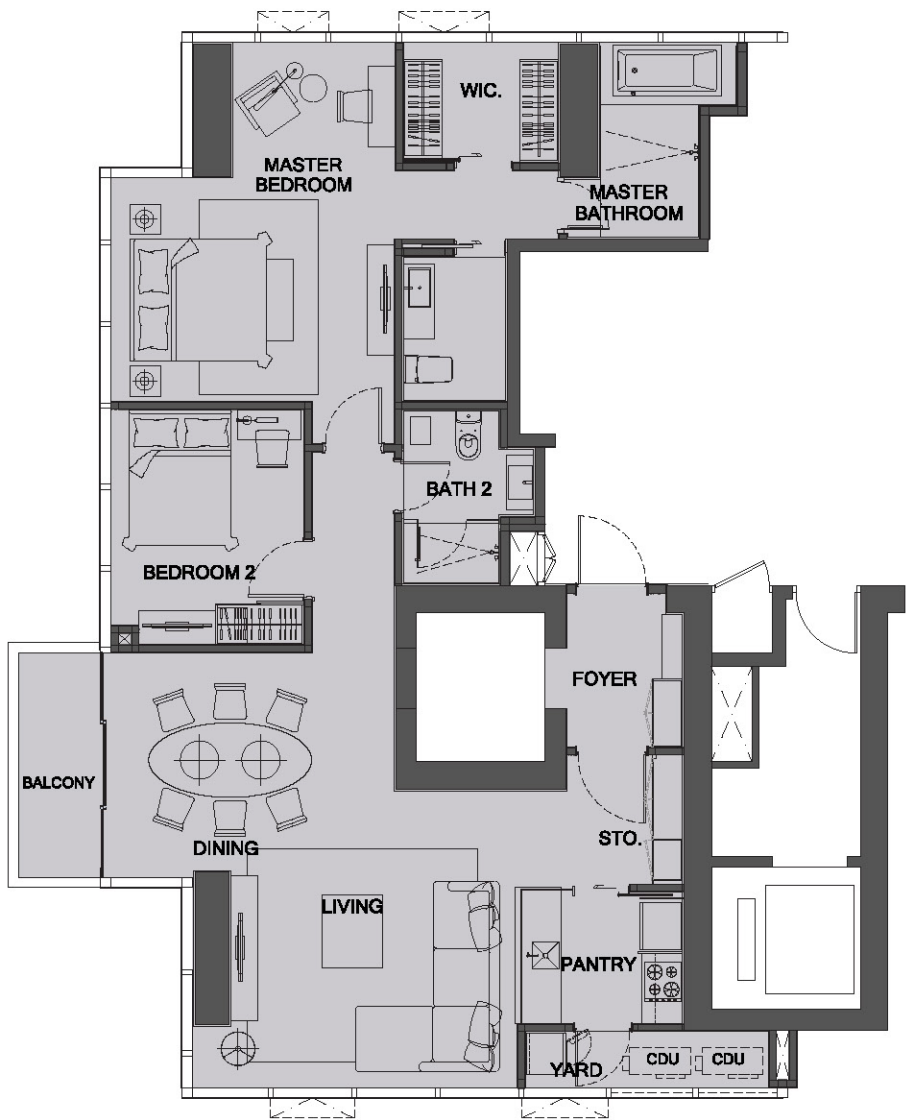 WIC.
MASTER
BEDROOM
MASTER
BATHROOM
BATH 2
BEDROOM 2
FOYER
BALCONY
STO.
DINING
LIVING
PANTRY
YARD
CDU
CDU